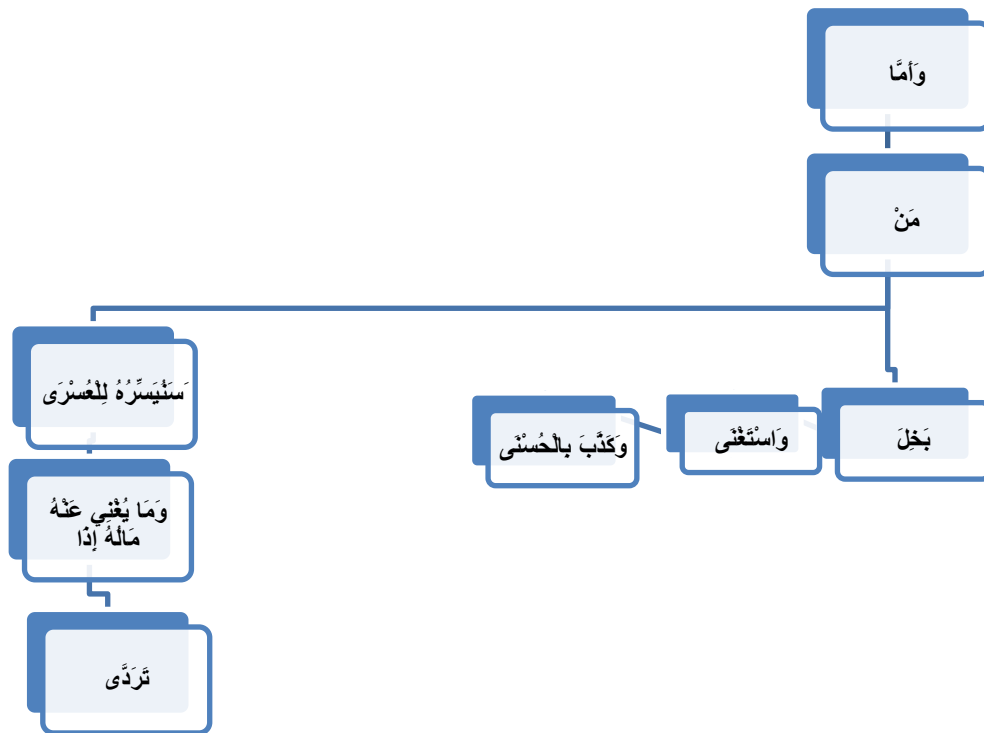 وَأَمَّا
مَنْ
بَخِلَ
وَاسْتَغْنَى
وَكَذَّبَ بِالْحُسْنَى
سَنُيَسِّرُهُ لِلْعُسْرَى
وَمَا يُغْنِي عَنْهُ
مَالُهُ إِذَا
تَرَدَّى